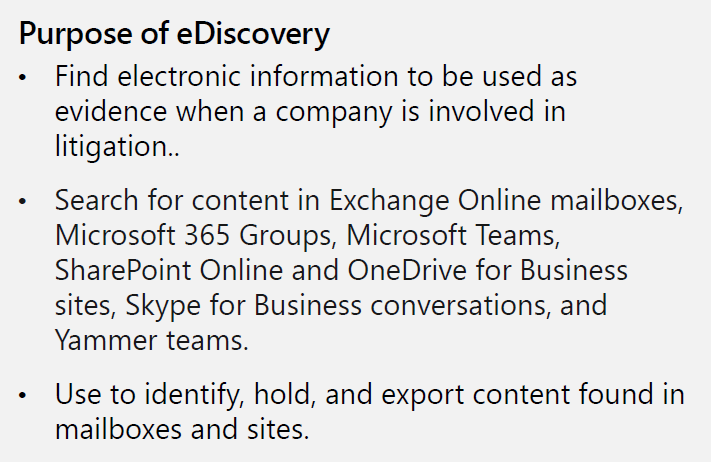 Purpose of eDiscovery
• Find electronic information to be used as
evidence when a company is involved in
litigation..
• Search for content in Exchange Online mailboxes,
Microsoft 365 Groups, Microsoft Teams,
SharePoint Online and OneDrive for Business
sites, Skype for Business conversations, and
Yammer teams.
• Use to identify, hold, and export content found in
mailboxes and sites.